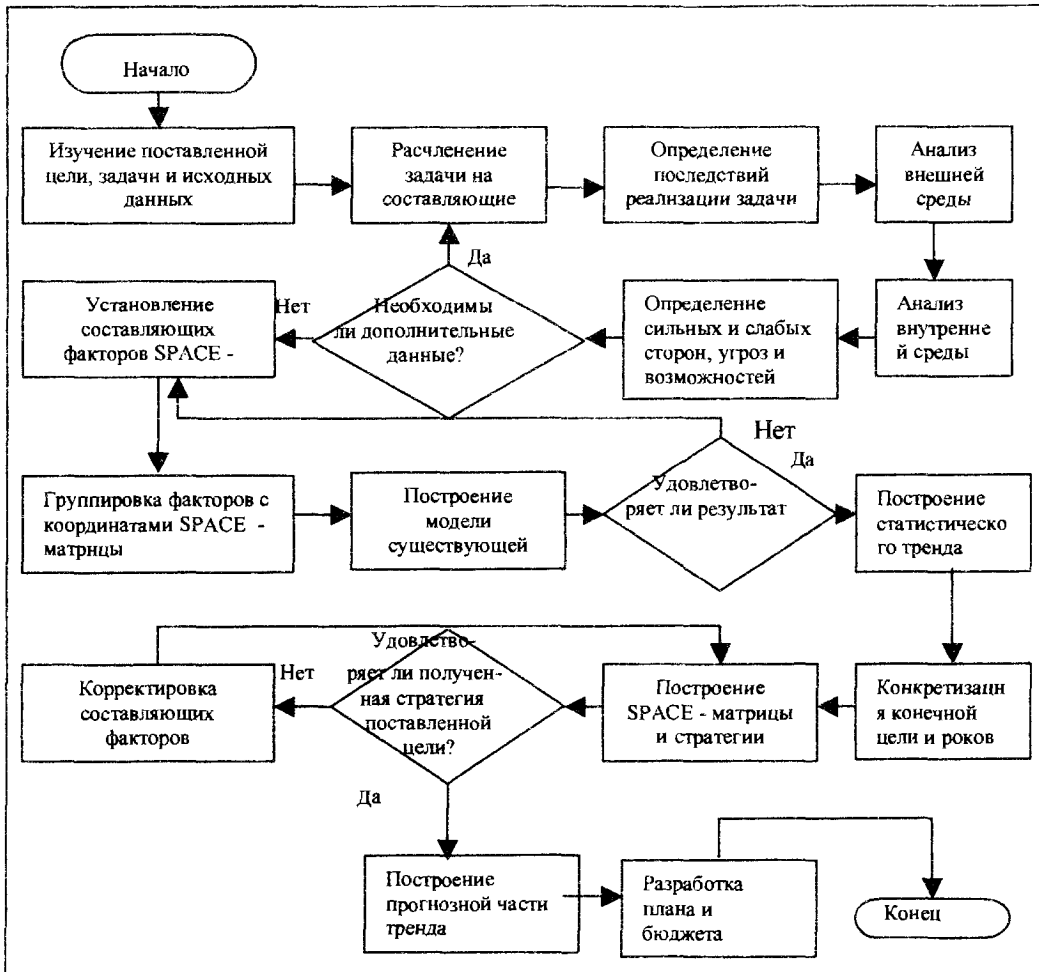 Начало
Изучение поставленной
цели, задачи и исходных
данных
Расчленение
задачи на
составляющие
Определение
последствий
реализации задачи
Анализ
внешней
среды
Да
Нет
Установление
составляющих
факторов SPACE -
Необходимы
ли дополнительные
данные?
Определение
сильных и слабых
сторон, угроз и
возможностей
Анализ
внутренне
й среды
Нет
Да
Группировка факторов с
координатами SPACE -
матрицы
Построение
модели
существующей
Удовлетво-
ряет ли результат
Построение
статистическо
го тренда
Нет
Корректировка
составляющих
факторов
Удовлетво-
ряет ли получен-
ная стратегия
поставленной
цели?
Построение
SPACE - матрицы
и стратегии
Конкретизаци
я конечной
цели и роков
Да
Построение
прогнозной части
тренда
Разработка
плана и
бюджета
Конец